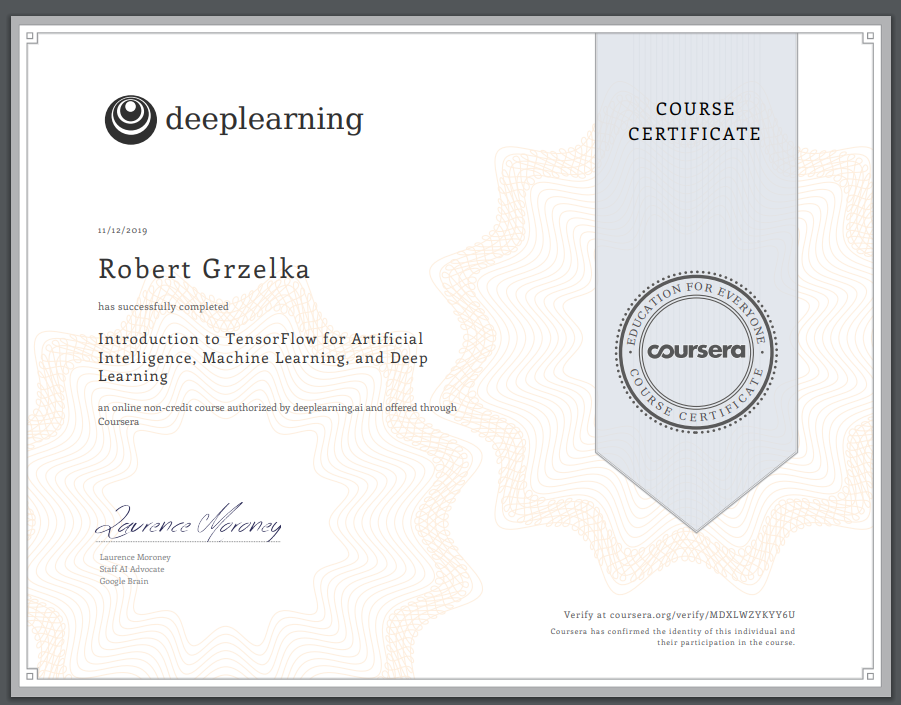 deeplearning
COURSE
CERTIFICATE
11/12/2019
Robert Grzelka
has successfully completed
Introduction to TensorFlow for Artificial
Intelligence, Machine Learning, and Deep
Learning
an online non-credit course authorized by deeplearning.ai and offered through
Coursera
EDUCATION FOR EVERYONE
coursera
COURSE CERTIFICATE
Laurence Moroney
Laurence Moroney
Staff AI Advocate
Google Brain
Verify at coursera.org/verify/MDXLWZYKYY6U
Coursera has confirmed the identity of this individual and
their participation in the course.